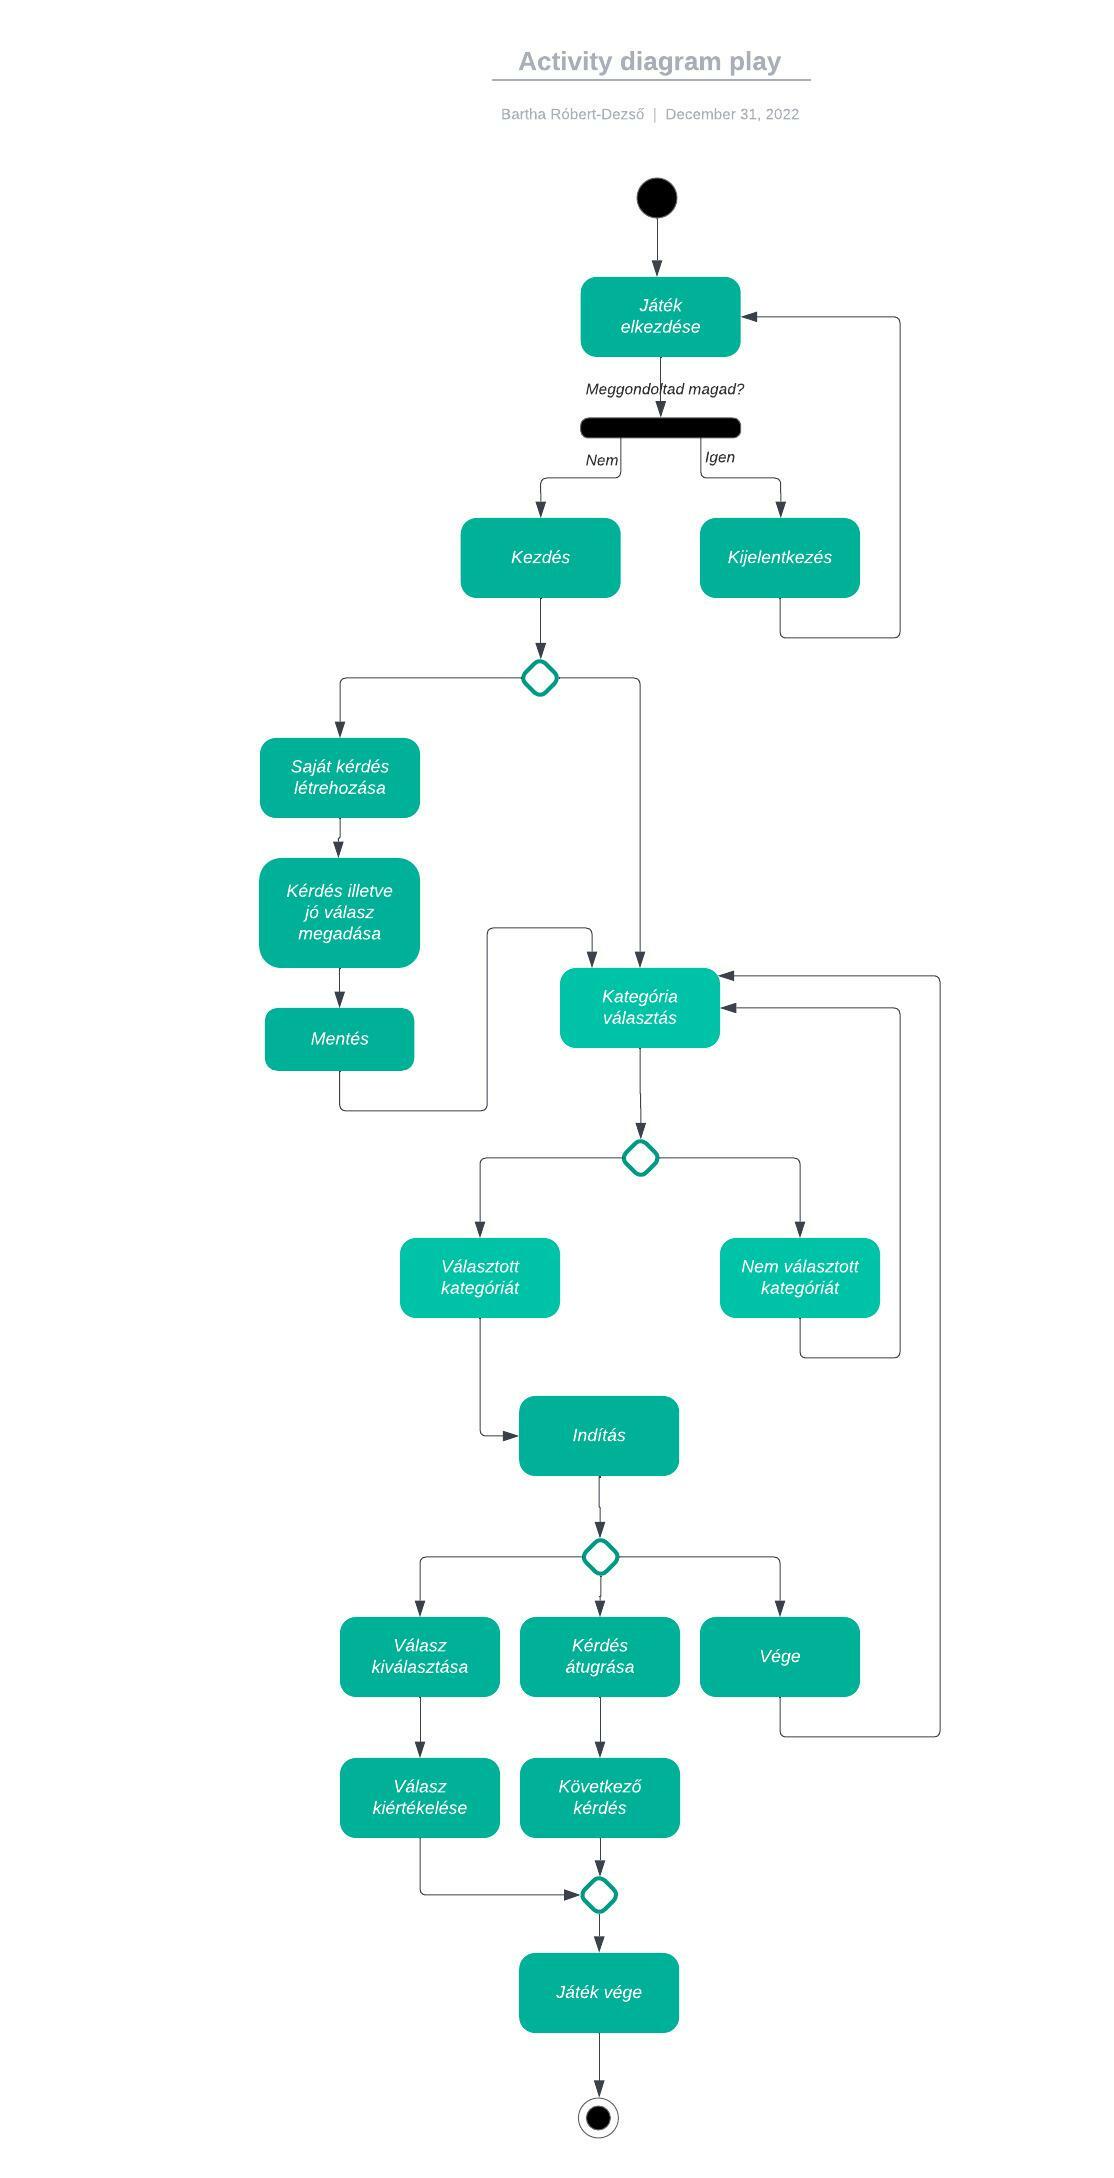 Activity diagram play
Bartha Róbert-Dezső | December 31, 2022
Játék
elkezdése
Meggondoltad magad?
Nem
Igen
Kezdés
Kijelentkezés
Saját kérdés
létrehozása
Kérdés illetve
jó válasz
megadása
Mentés
Kategória
választás
Választott
kategóriát
Nem választott
kategóriát
Indítás
Válasz
kiválasztása
Kérdés
átugrása
Vége
Válasz
kiértékelése
Következő
kérdés
Játék vége